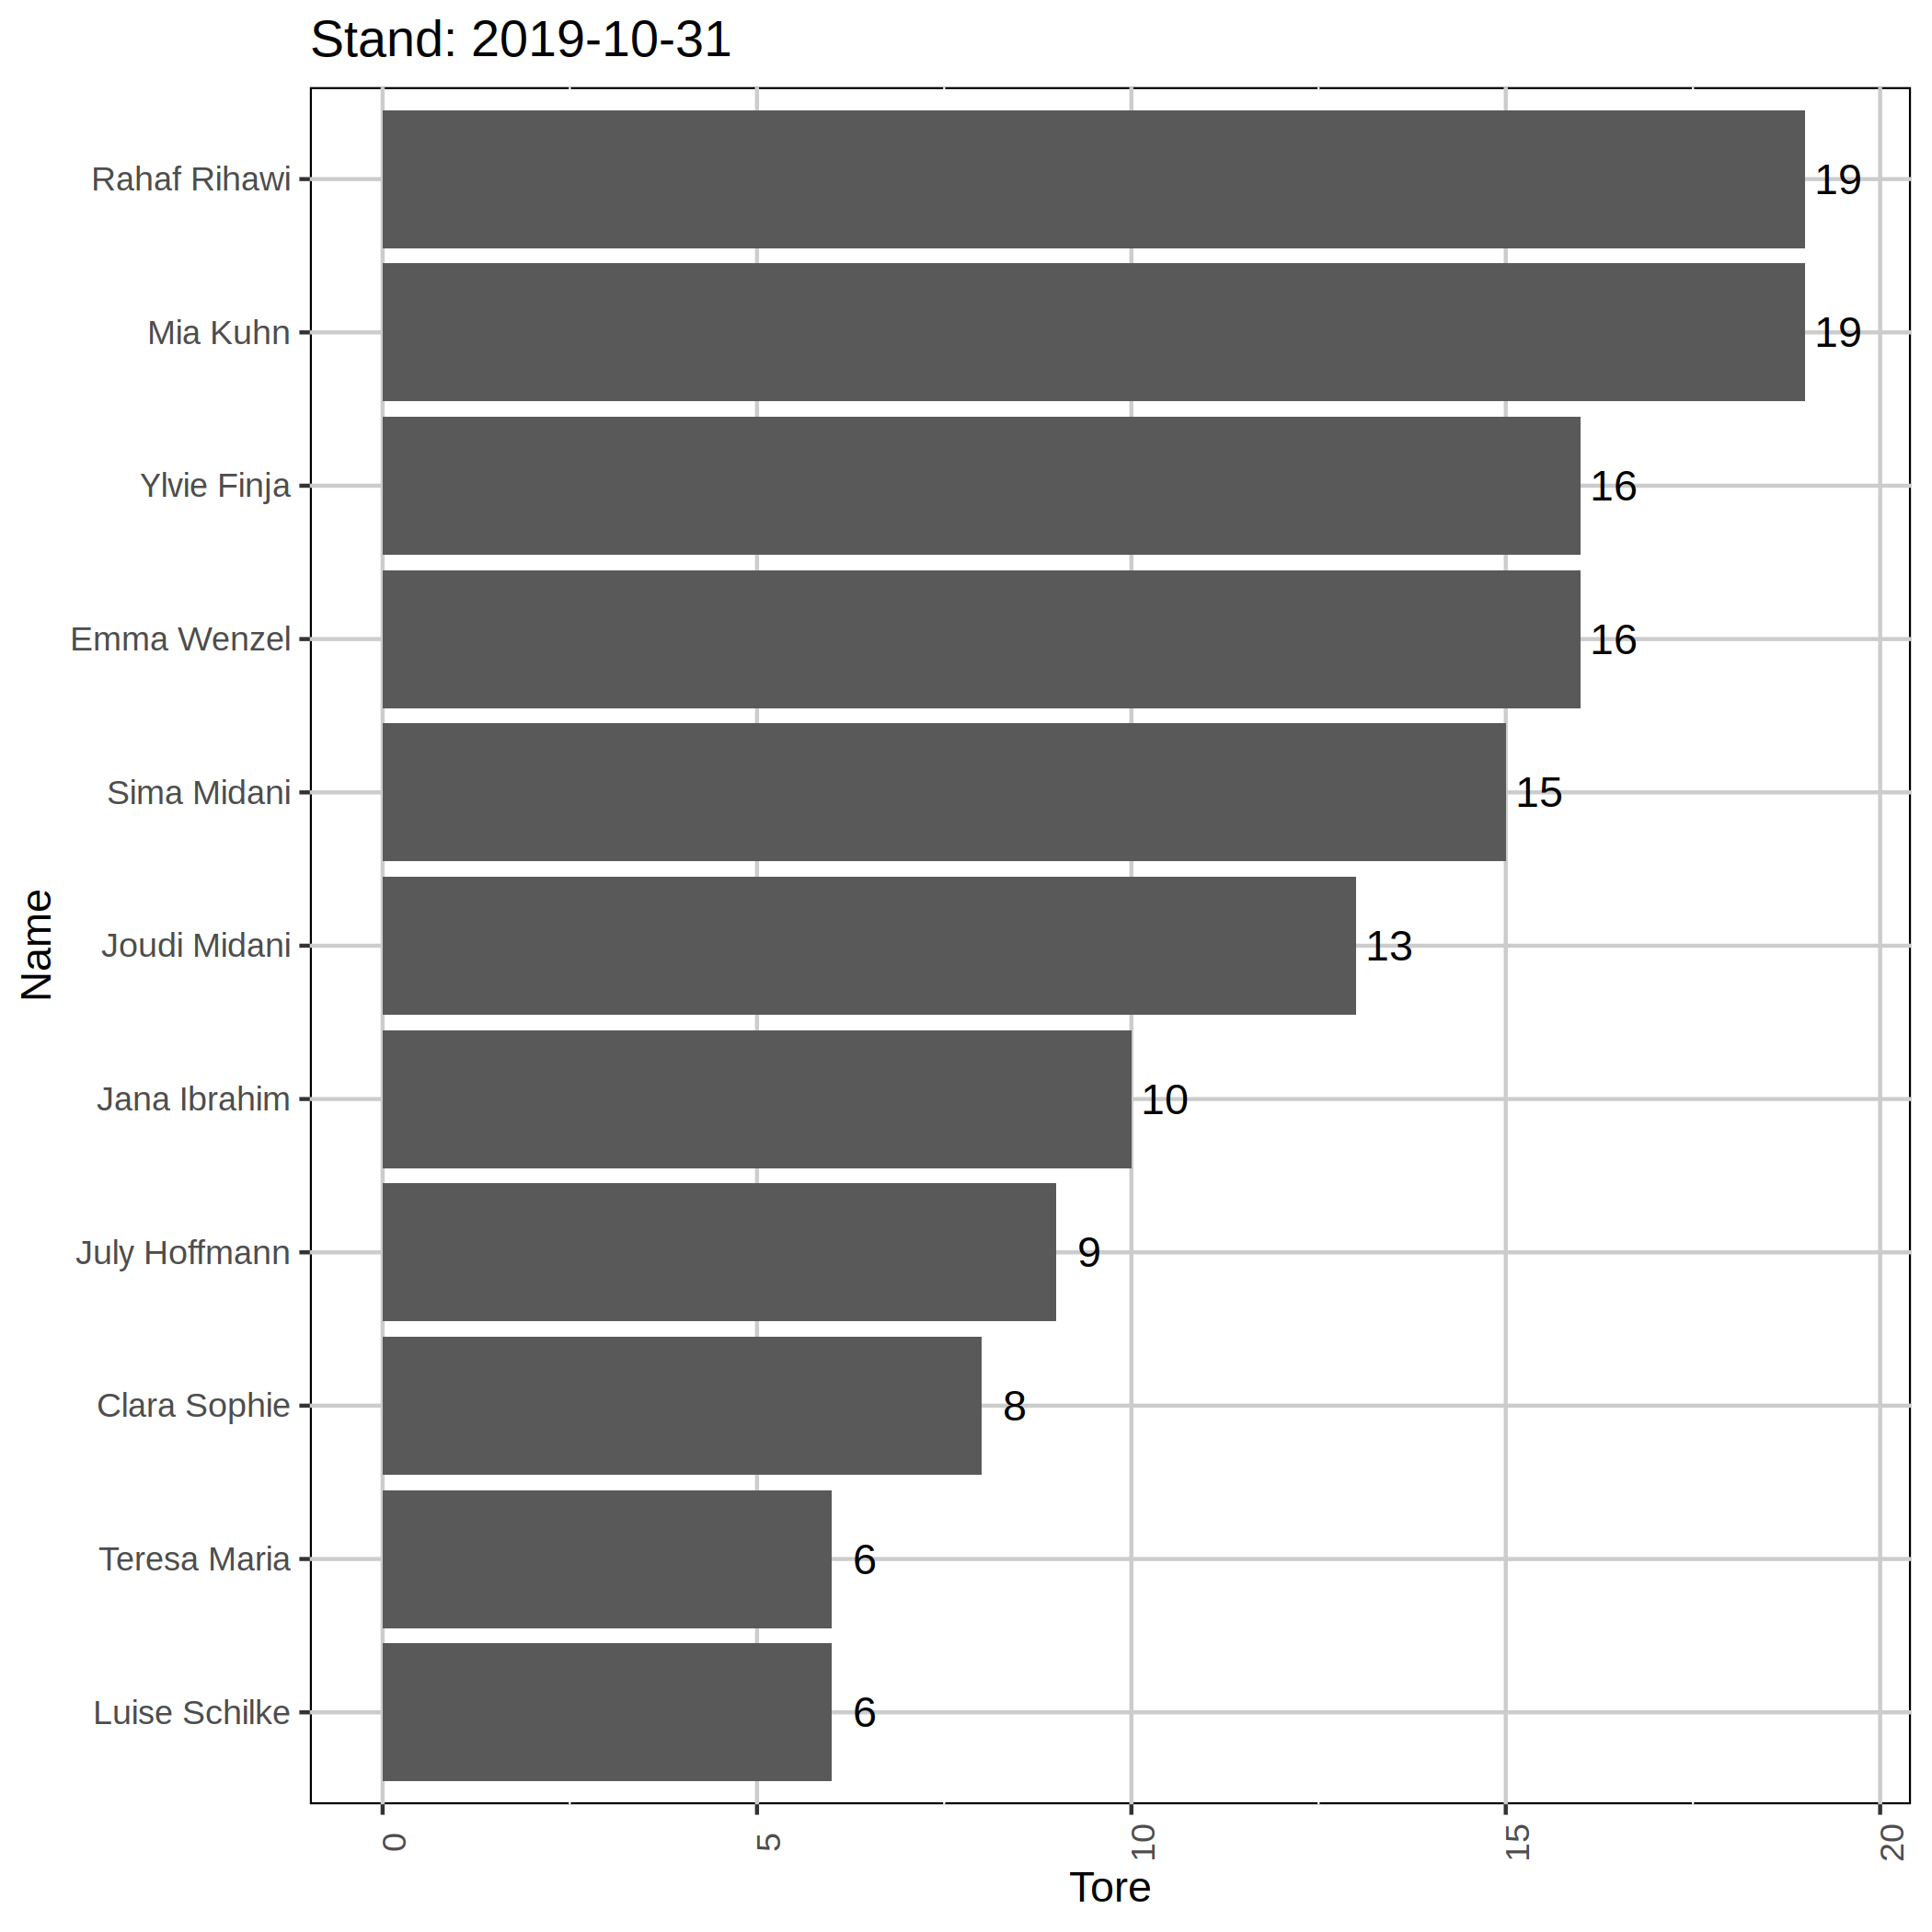 Stand: 2019-10-31
Rahaf Rihawi 19
Mia Kuhn 19
Ylvie Finja 16
Emma Wenzel 16
Sima Midani 15
Joudi Midani 13
Jana Ibrahim 10
July Hoffmann 9
Clara Sophie 8
Teresa Maria 6
Luise Schilke 6
Name
0 5 10 15 20
Tore